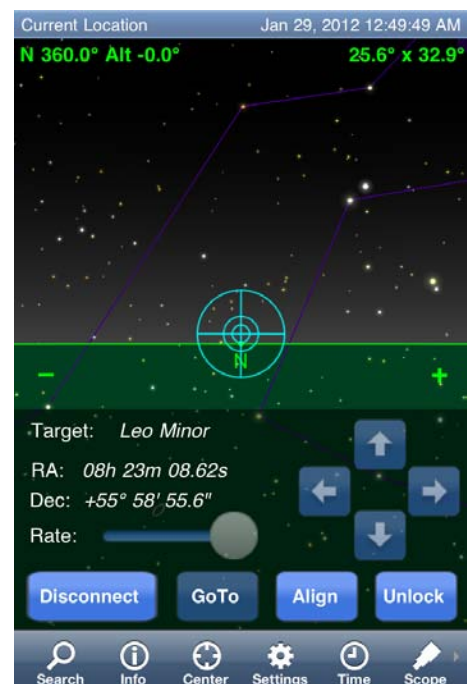 Current Location Jan 29, 2012 12:49:49 AM
N 360.0° Alt -0.0° 25.6° x 32.9°
N
− +
Target: Leo Minor
RA: 08h 23m 08.62s
Dec: +55° 58' 55.6"
Rate:
Disconnect GoTo Align Unlock
Search Info Center Settings Time Scope